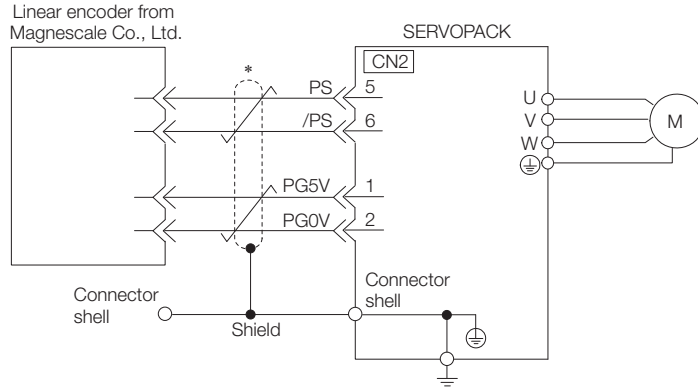 Linear encoder from
Magnescale Co., Ltd.
SERVOPACK
CN2
*
PS 5
/PS 6
PG5V 1
PG0V 2
U
V
W
M
Connector
shell
Shield
Connector
shell